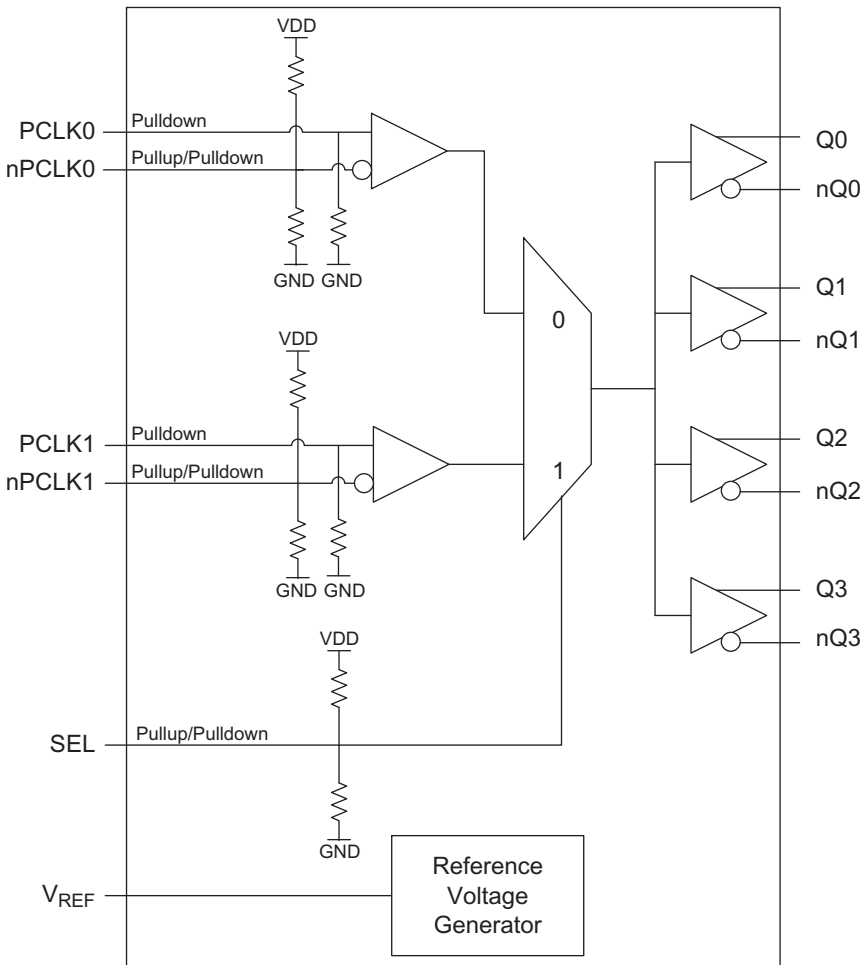 VDD
PCLK0
Pulldown
nPCLK0
Pullup/Pulldown
GND
GND
Q0
nQ0
Q1
nQ1
0
VDD
PCLK1
Pulldown
nPCLK1
Pullup/Pulldown
GND
GND
1
Q2
nQ2
Q3
nQ3
VDD
SEL
Pullup/Pulldown
GND
VREF
Reference
Voltage
Generator